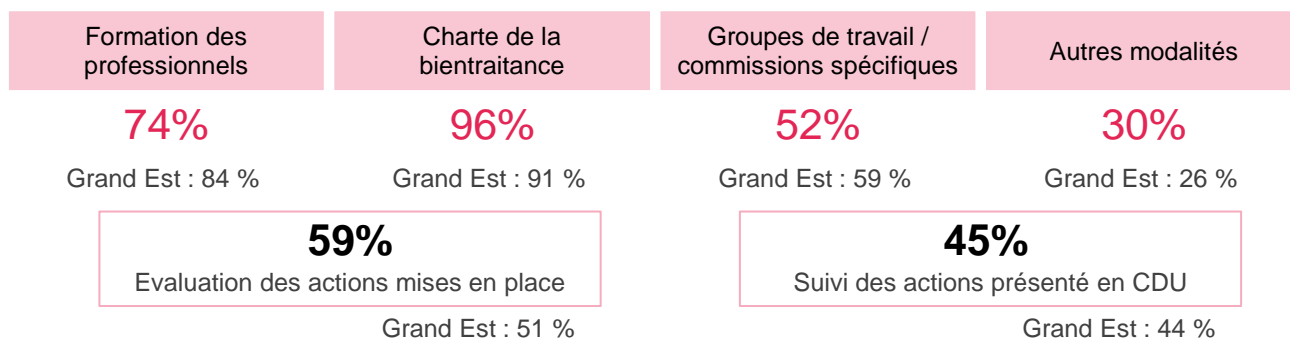 Formation des
professionnels
Charte de la
bientraitance
Groupes de travail /
commissions spécifiques
Autres modalités
74%
96%
52%
30%
Grand Est : 84 %
Grand Est : 91 %
Grand Est : 59 %
Grand Est : 26 %
59%
Evaluation des actions mises en place
45%
Suivi des actions présenté en CDU
Grand Est : 51 %
Grand Est : 44 %